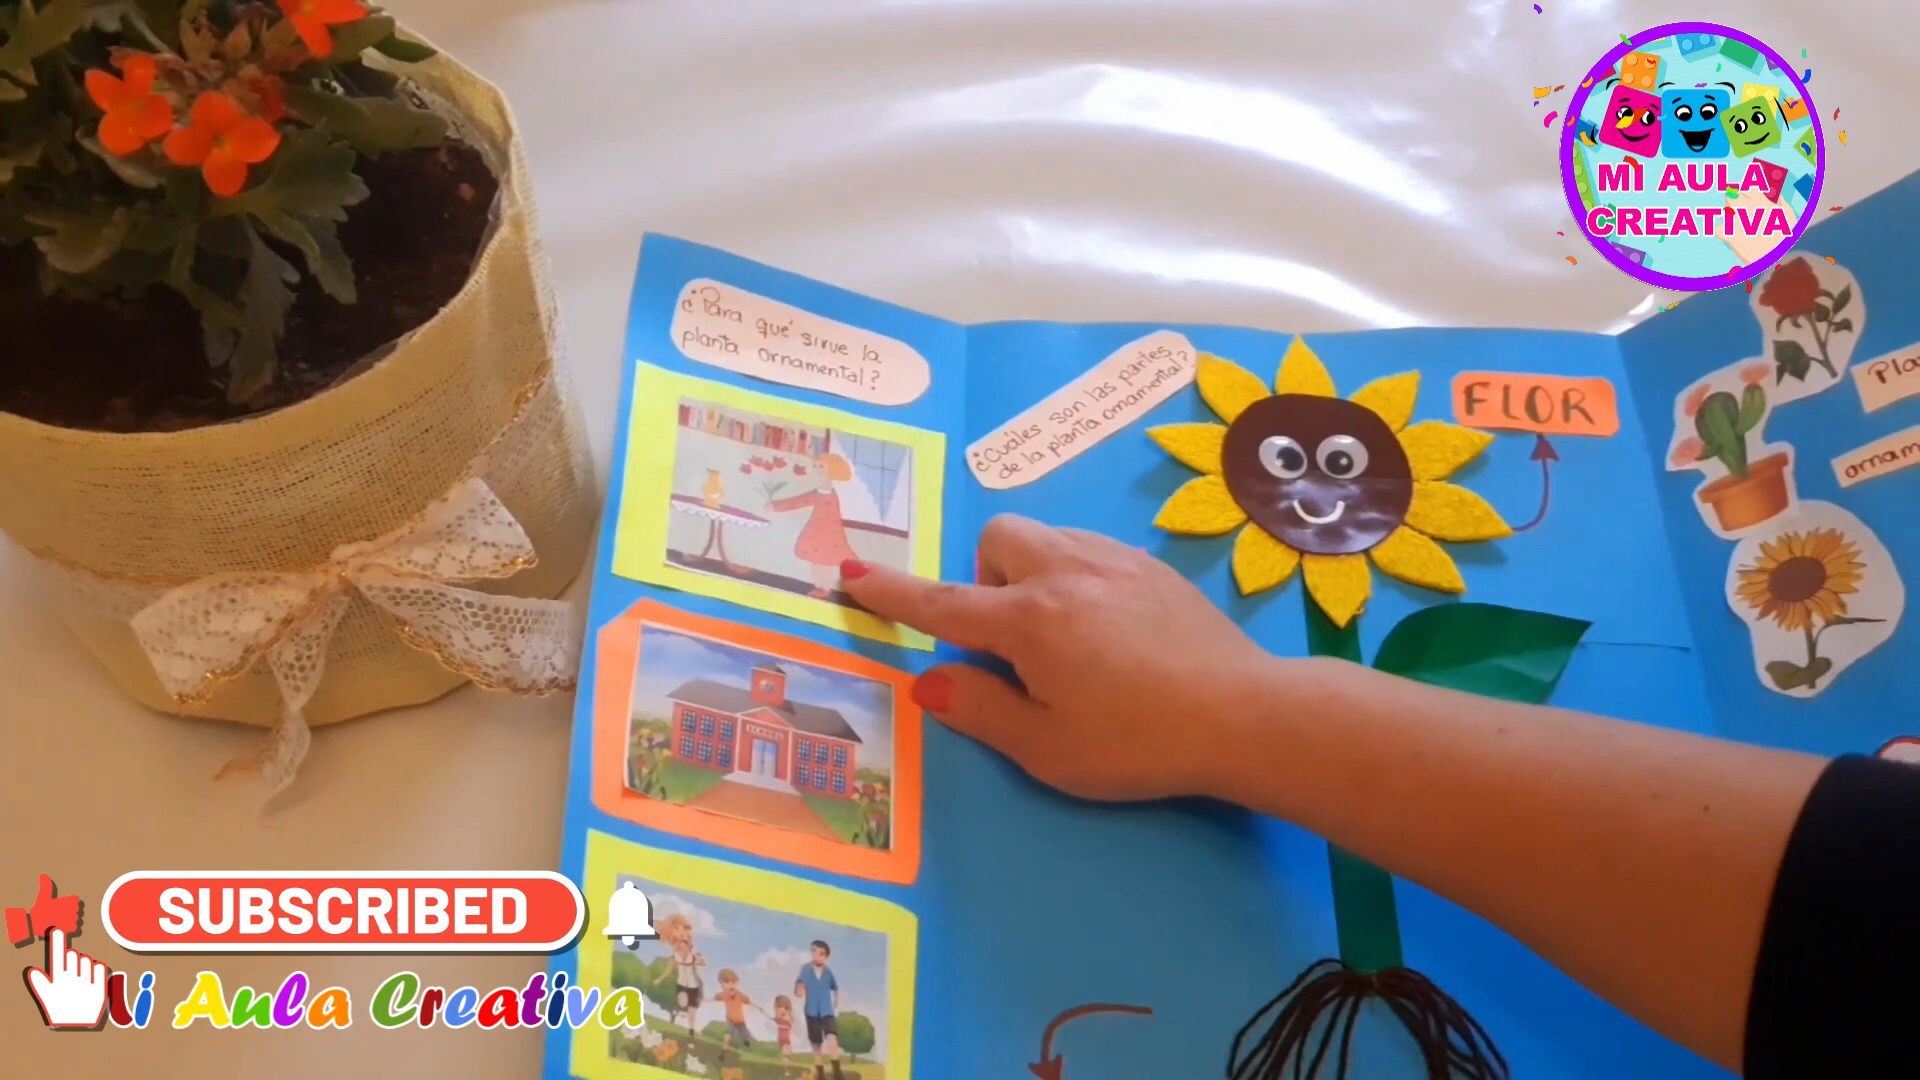 MI AULA
CREATIVA
¿Para qué sirve la
planta ornamental?
¿Cuáles son las partes
de la planta ornamental?
FLOR
SCHOOL
SUBSCRIBED
Mi Aula Creativa